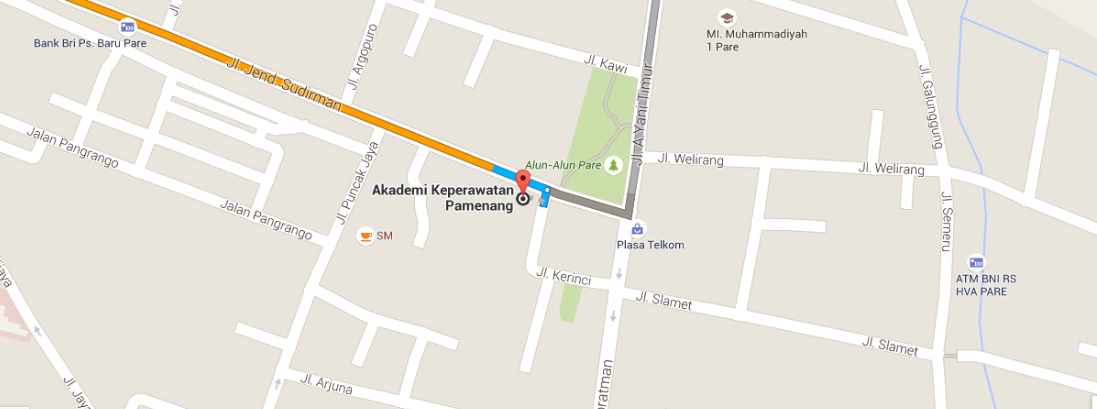 Jl.
Bank Bri Ps. Baru Pare
Jl. Argopuro
Jl. Jend. Sudirman
Jl. Kawi
MI. Muhammadiyah
1 Pare
Jl. Galunggung
Jl. A Yani Timur
Alun-Alun Pare
Jl. Welirang
Jl. Welirang
Jalan Pangrango
Jl. Puncak Jaya
Akademi Keperawatan
Pamenang
Jalan Pangrango
SM
Plasa Telkom
Jl. Semeru
Jl. Kerinci
Jl. Slamet
ATM BNI RS
HVA PARE
Jl. Slamet
Jl. Arjuna